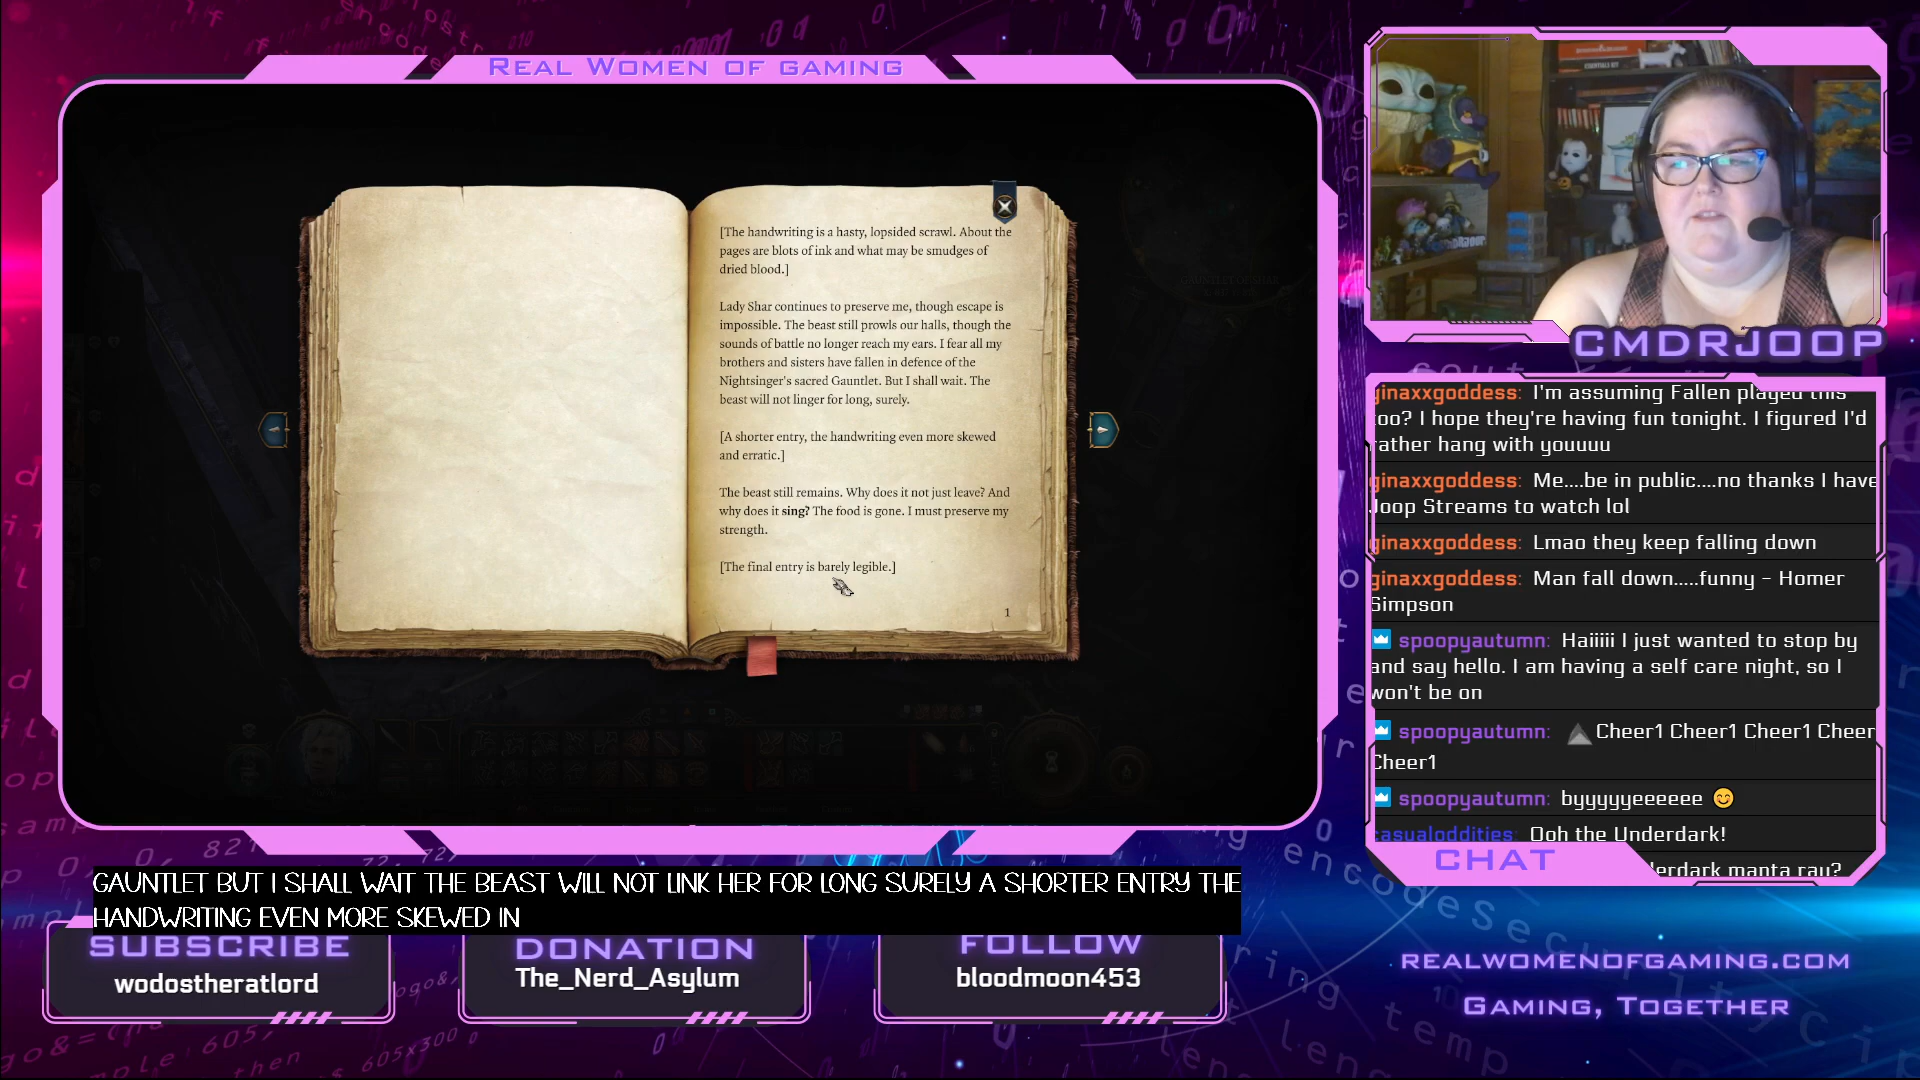 Real Women of gaming
[The handwriting is a hasty, lopsided scrawl. About the
pages are blots of ink and what may be smudges of
dried blood.]
Lady Shar continues to preserve me, though escape is
impossible. The beast still prowls our halls, though the
sounds of battle no longer reach my ears. I fear all my
brothers and sisters have fallen in defence of the
Nightsinger's sacred Gauntlet. But I shall wait. The
beast will not linger for long, surely.
[A shorter entry, the handwriting even more skewed
and erratic.]
The beast still remains. Why does it not just leave? And
why does it sing? The food is gone. I must preserve my
strength.
[The final entry is barely legible.]
1
CMDRJOOP
ginaxxgoddess: I'm assuming Fallen played this
too? I hope they're having fun tonight. I figured I'd
rather hang with youuuu
ginaxxgoddess: Me....be in public....no thanks I have
Joop Streams to watch lol
ginaxxgoddess: Lmao they keep falling down
ginaxxgoddess: Man fall down.....funny - Homer
Simpson
spoopyautumn: Haiiiii I just wanted to stop by
and say hello. I am having a self care night, so I
won't be on
spoopyautumn: Cheer1 Cheer1 Cheer1 Cheer
Cheer1
spoopyautumn: byyyyyeeeeee
casualoddities: Ooh the Underdark!
manta ray?
CHAT
GAUNTLET BUT I SHALL WAIT THE BEAST WILL NOT LINK HER FOR LONG SURELY A SHORTER ENTRY THE
HANDWRITING EVEN MORE SKEWED IN
SUBSCRIBE
wodostheratlord
DONATION
The_Nerd_Asylum
FOLLOW
bloodmoon453
realwomenofgaming.com
Gaming, Together